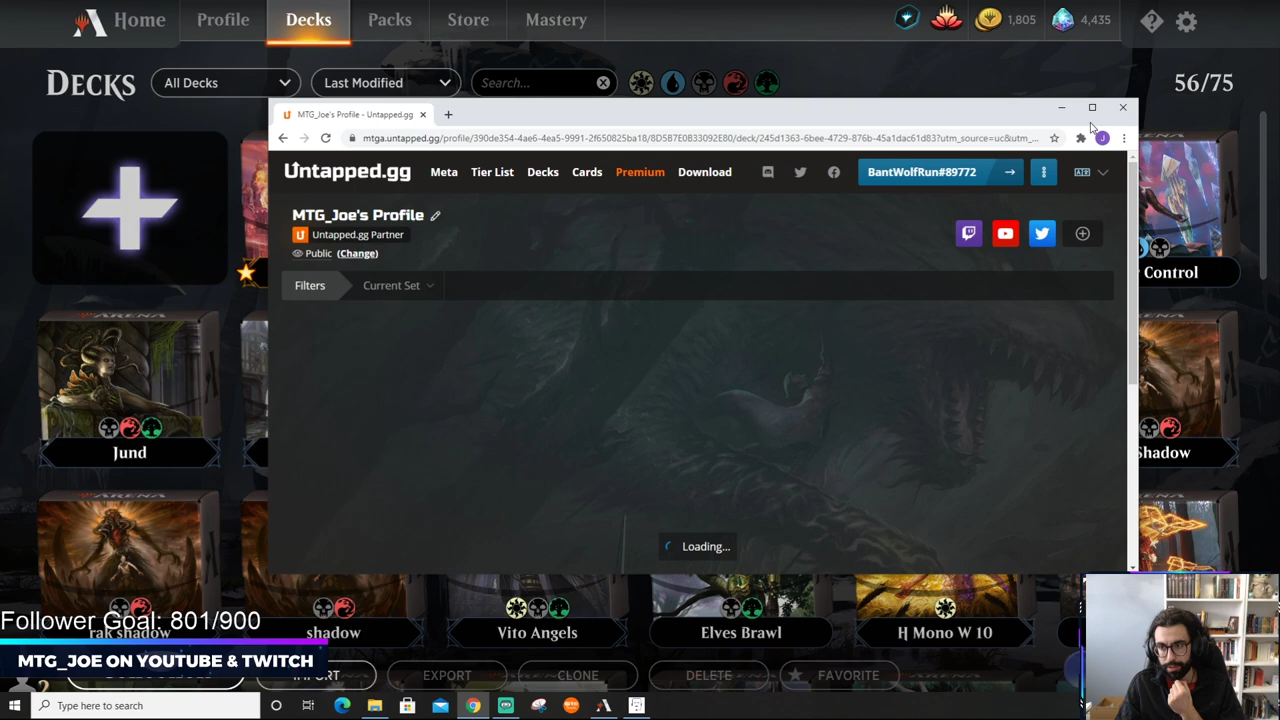 Home Profile Decks Packs Store Mastery 1,805 4,435
Decks All Decks Last Modified Search... 56/75
MTG_Joe's Profile - Untapped.gg
mtga.untapped.gg/profile/390de354-4ae6-4ea5-9991-2f650825ba18/8D5B7E0B33092E80/deck/245d1363-6bee-4729-876b-45a1dac61d83?utm_source=uc&utm_...
Untapped.gg Meta Tier List Decks Cards Premium Download BantWolfRun#89772
MTG_Joe's Profile
Untapped.gg Partner
Public (Change)
Filters Current Set
Control
Jund
Shadow
Loading...
rak shadow shadow Vito Angels Elves Brawl H Mono W 10
Follower Goal: 801/900
MTG_JOE ON YOUTUBE & TWITCH
EXPORT CLONE DELETE FAVORITE
Type here to search